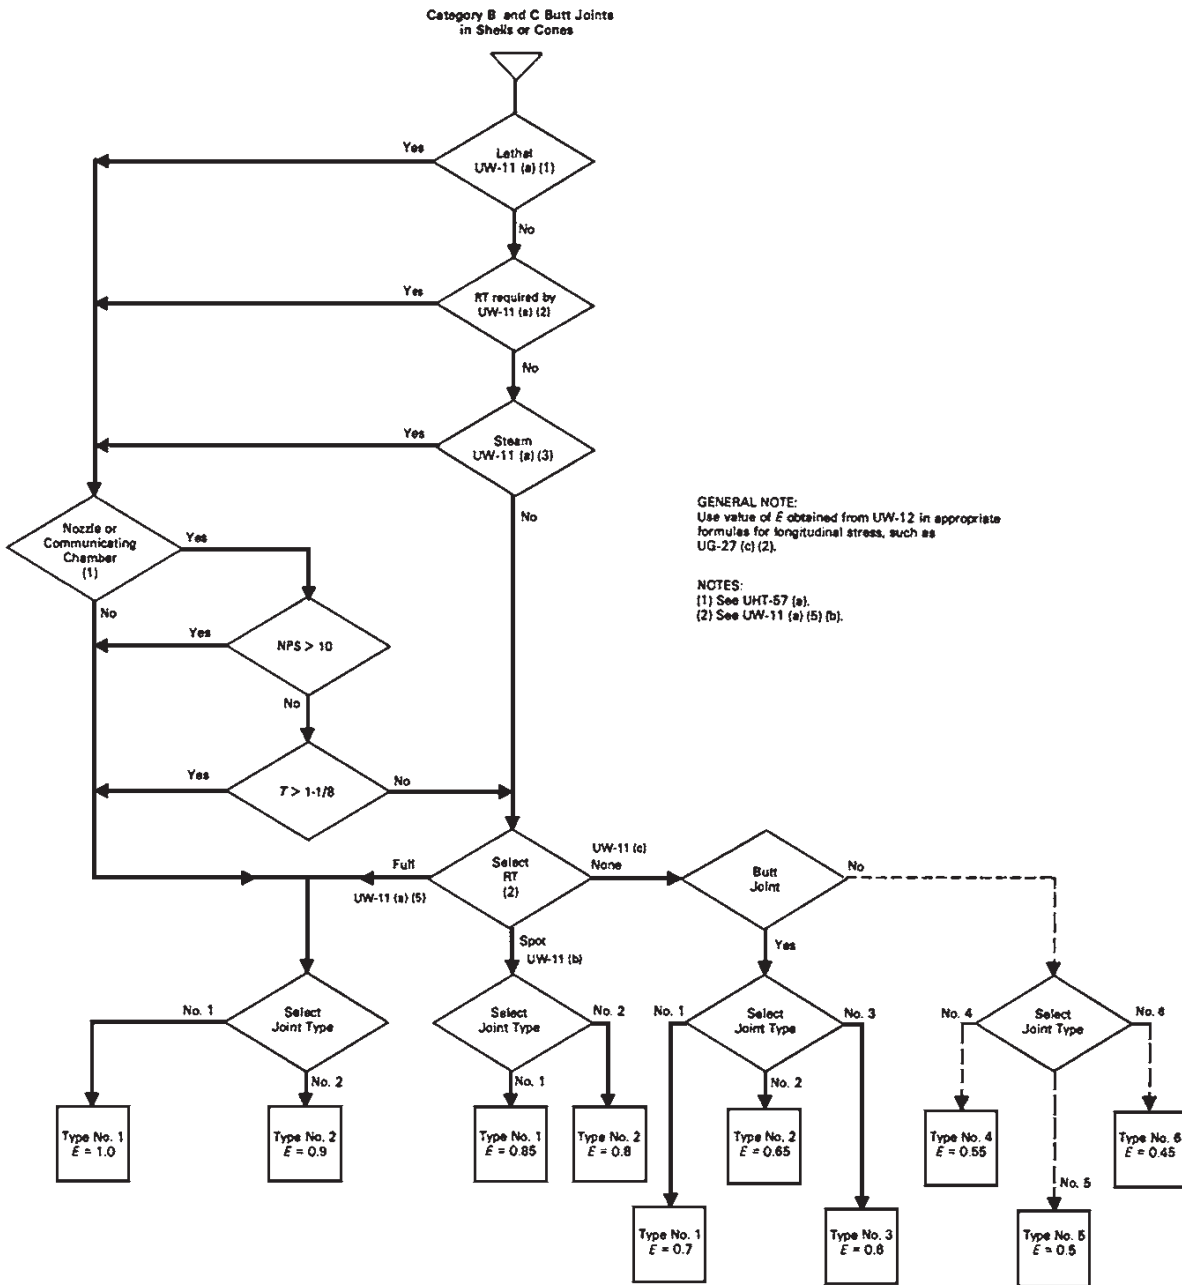 Category B and C Butt Joints
in Shells or Cones
Lethal
UW-11 (a) (1)
Yes
No
RT required by
UW-11 (a) (2)
Yes
No
Steam
UW-11 (a) (3)
Yes
No
GENERAL NOTE:
Use value of E obtained from UW-12 in appropriate
formulas for longitudinal stress, such as
UG-27 (c) (2).
NOTES:
(1) See UHT-57 (a).
(2) See UW-11 (a) (5) (b).
Nozzle or
Communicating
Chamber
(1)
Yes
No
NPS > 10
Yes
No
T > 1-1/8
Yes
No
Select
RT
(2)
Full
UW-11 (a) (5)
UW-11 (c)
None
Spot
UW-11 (b)
Butt
Joint
No
Yes
Select
Joint Type
No. 1
No. 2
Select
Joint Type
No. 2
No. 1
Select
Joint Type
No. 1
No. 3
No. 2
Select
Joint Type
No. 4
No. 6
No. 5
Type No. 1
E = 1.0
Type No. 2
E = 0.9
Type No. 1
E = 0.85
Type No. 2
E = 0.8
Type No. 2
E = 0.65
Type No. 4
E = 0.55
Type No. 6
E = 0.45
Type No. 1
E = 0.7
Type No. 3
E = 0.6
Type No. 5
E = 0.5